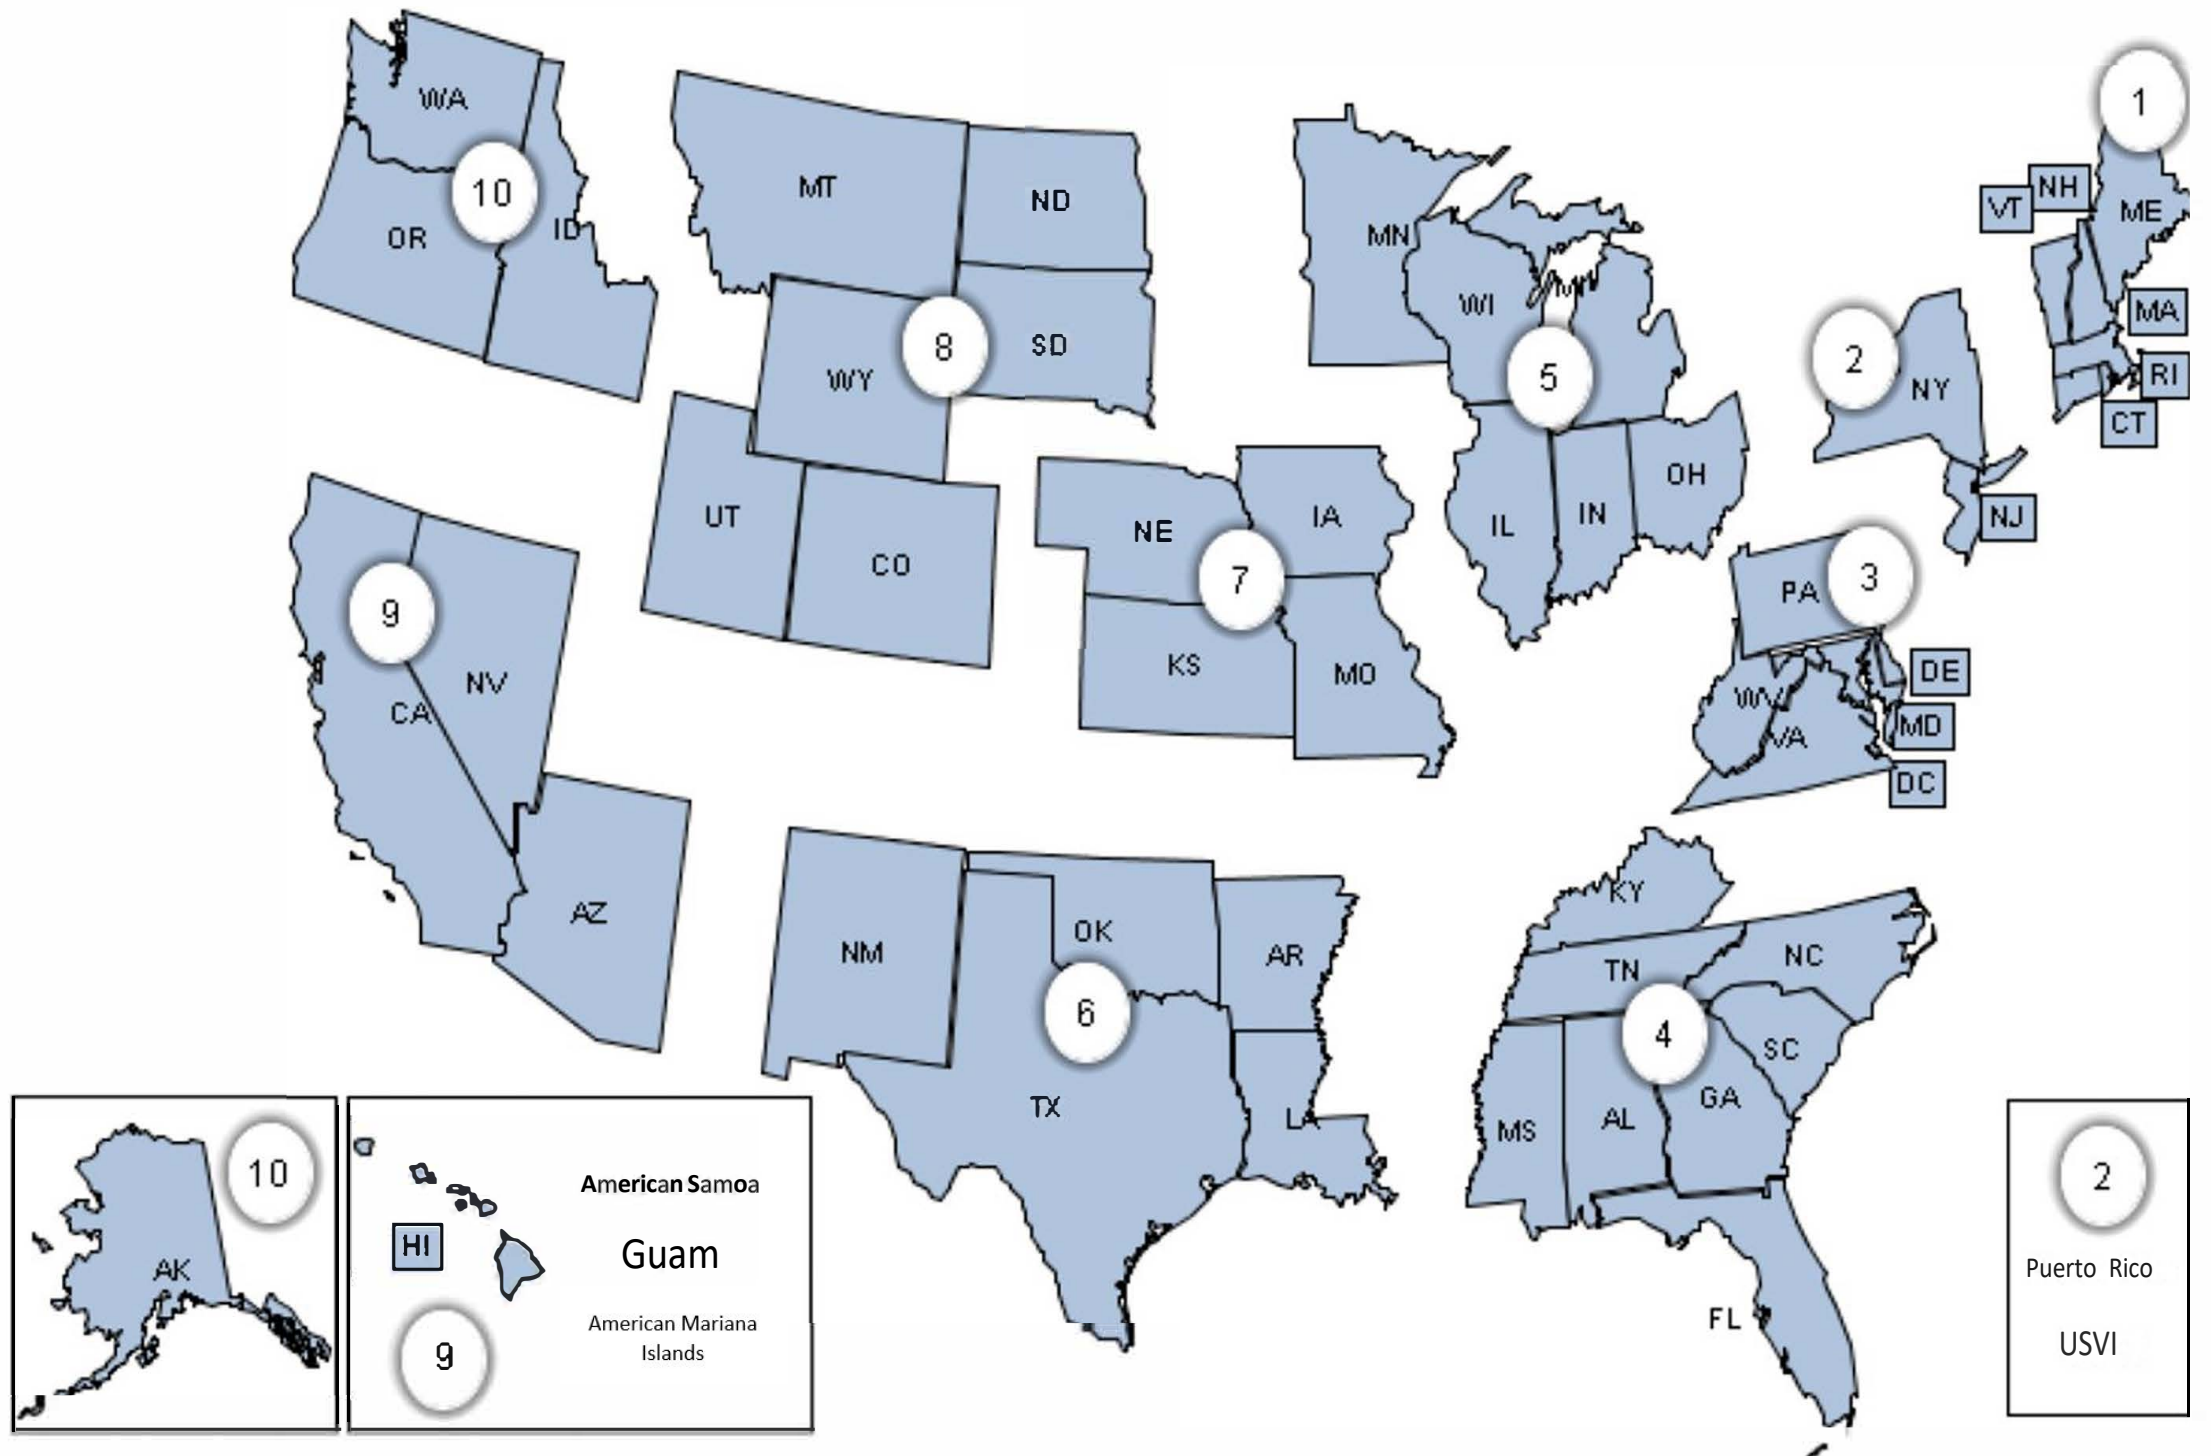 1
WA
MT
ND
NH
VT
ME
10
OR
ID
MN
WI
MI
MA
8
SD
WY
5
2
NY
RI
CT
UT
CO
NE
IA
IL
IN
OH
NJ
9
7
PA
3
NV
CA
KS
MO
WV
VA
DE
MD
DC
AZ
NM
OK
AR
KY
TN
NC
6
4
TX
LA
MS
AL
GA
SC
FL
10
AK
American Samoa
HI
Guam
9
American Mariana
Islands
2
Puerto Rico
USVI